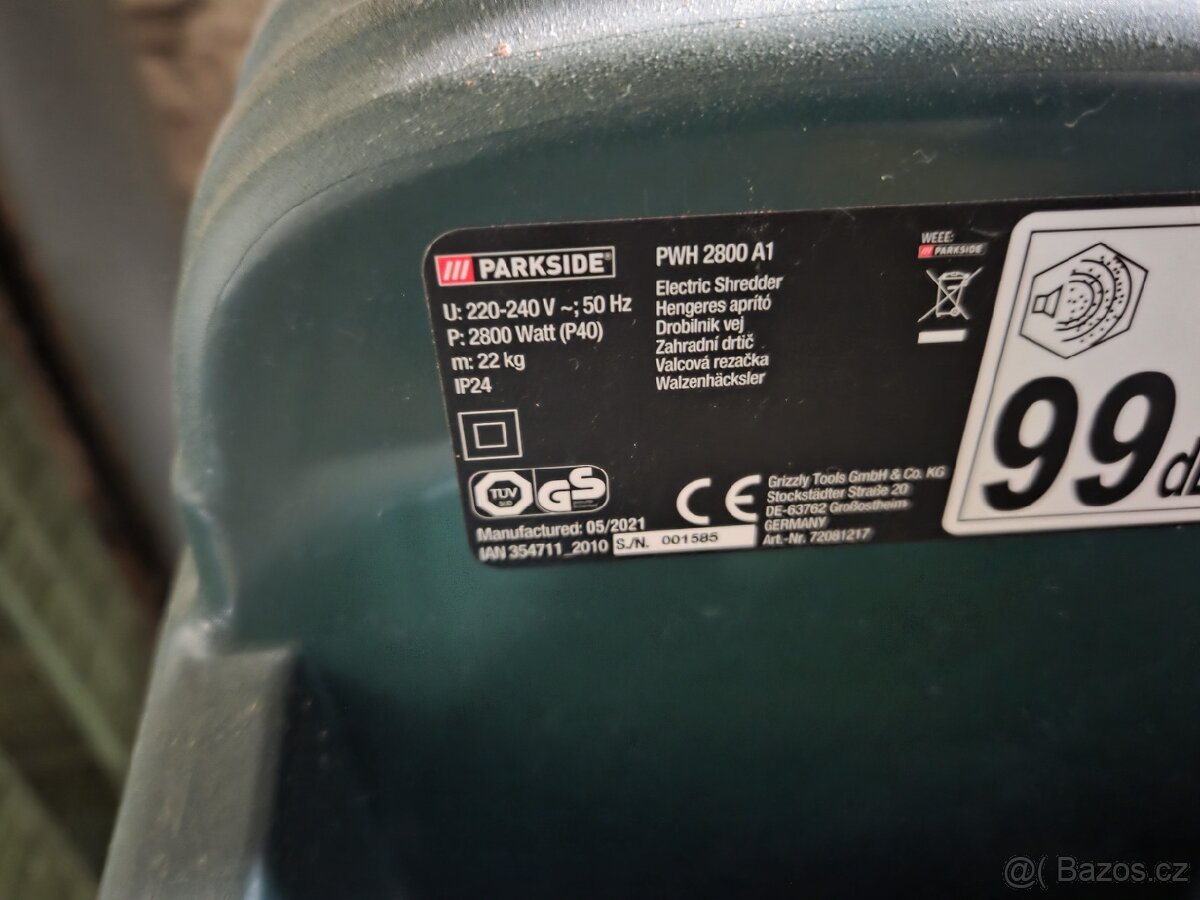 /// PARKSIDE®
U: 220-240 V ~; 50 Hz
P: 2800 Watt (P40)
m: 22 kg
IP24
PWH 2800 A1
Electric Shredder
Hengeres aprító
Drobilnik vej
Zahradní drtič
Valcová rezačka
Walzenhäcksler
WEEE:
/// PARKSIDE
TÜV
SÜD
GS
Manufactured: 05/2021
IAN 354711_2010
S./N. 001585
CE
Grizzly Tools GmbH & Co. KG
Stockstädter Straße 20
DE-63762 Großostheim
GERMANY
Art.-Nr. 72081217
99
@( Bazos.cz